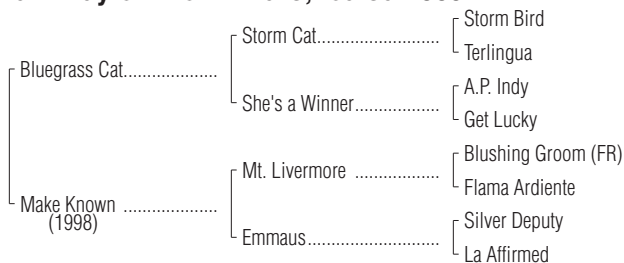 Storm Bird
Storm Cat
Terlingua
Bluegrass Cat
A.P. Indy
She's a Winner
Get Lucky
Blushing Groom (FR)
Mt. Livermore
Flama Ardiente
Make Known
(1998)
Silver Deputy
Emmaus
La Affirmed